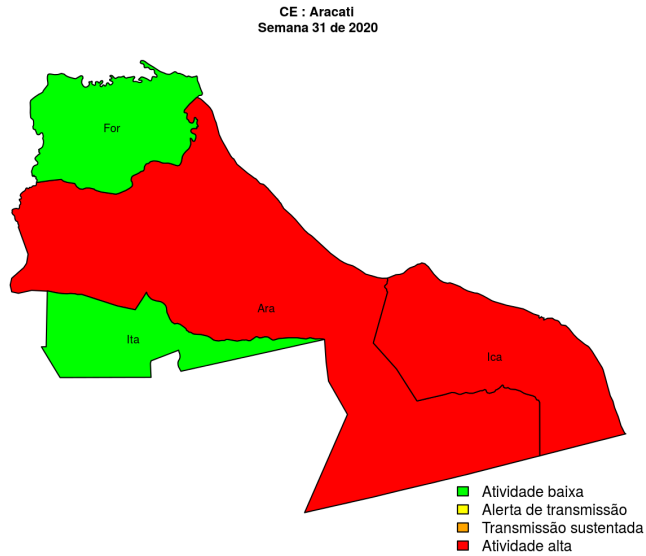 CE : Aracati
Semana 31 de 2020
For
Ara
Ita
Ica
Atividade baixa
Alerta de transmissão
Transmissão sustentada
Atividade alta